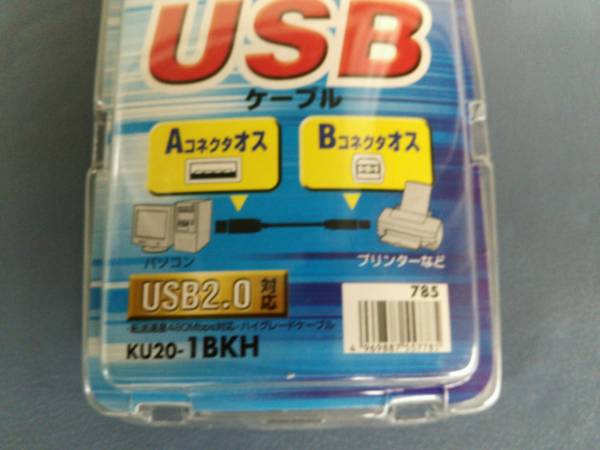 USB
ケーブル
Aコネクタオス
Bコネクタオス
パソコン
プリンターなど
USB2.0 対応
785
転送速度480Mbps対応・ハイグレードケーブル
KU20-1BKH